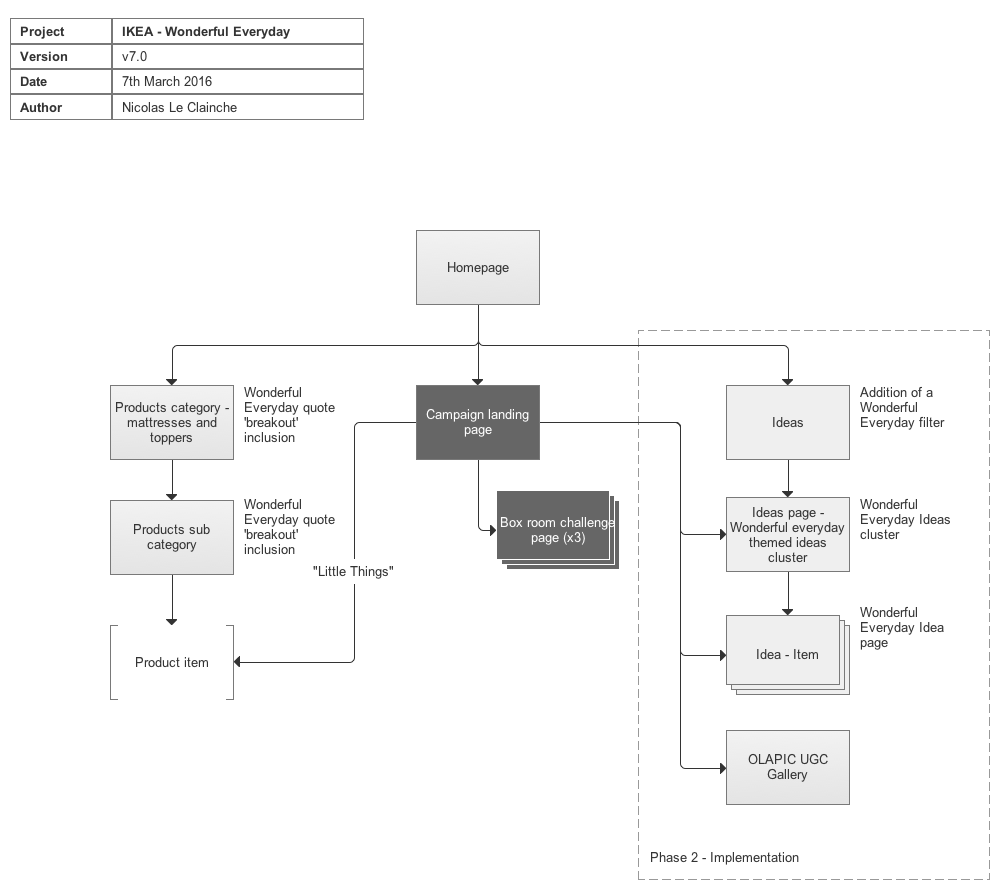 Project IKEA - Wonderful Everyday
Version v7.0
Date 7th March 2016
Author Nicolas Le Clainche
Homepage
Products category -
mattresses and
toppers
Wonderful
Everyday quote
'breakout'
inclusion
Campaign landing
page
Ideas
Addition of a
Wonderful
Everyday filter
Products sub
category
Wonderful
Everyday quote
'breakout'
inclusion
Box room challenge
page (x3)
Ideas page -
Wonderful everyday
themed ideas
cluster
Wonderful
Everyday Ideas
cluster
"Little Things"
Product item
Idea - Item
Wonderful
Everyday Idea
page
OLAPIC UGC
Gallery
Phase 2 - Implementation